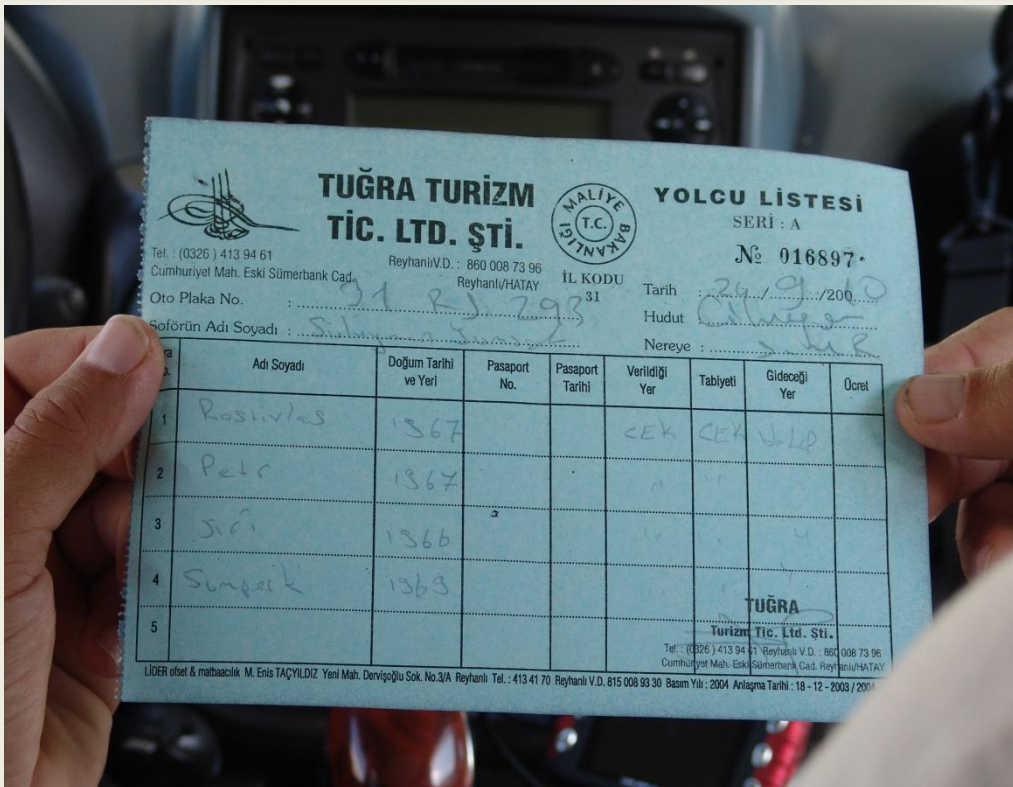 TUĞRA TURİZM
TİC. LTD. ŞTİ.
MALİYE BAKANLIĞI
T.C.
YOLCU LİSTESİ
SERİ : A
№ 016897
Tel. : (0326 ) 413 94 61
Cumhuriyet Mah. Eski Sümerbank Cad.
Reyhanlı V.D. : 860 008 73 96
Reyhanlı/HATAY
İL KODU
31
Tarih : 24 / 9 /200 10
Oto Plaka No. : 31 293
Hudut
Soförün Adı Soyadı :
Nereye :
Adı Soyadı
Doğum Tarihi ve Yeri
Pasaport No.
Pasaport Tarihi
Verildiği Yer
Tabiyeti
Gideceği Yer
Ücret
1 1967 CEK CEK
2 Petr 1967
3 Jiří 1966
4 1969
5
TUĞRA
Turizm Tic. Ltd. Şti.
Tel : (0326 ) 413 94 61 Reyhanlı V.D. : 860 008 73 96
Cumhuriyet Mah. Eski Sümerbank Cad. Reyhanlı/HATAY
LİDER ofset & matbaacılık M. Enis TAÇYILDIZ Yeni Mah. Dervişoğlu Sok. No.3/A Reyhanlı Tel. : 413 41 70 Reyhanlı V.D. 815 008 93 30 Basım Yılı : 2004 Anlaşma Tarihi : 18 - 12 - 2003 / 2004